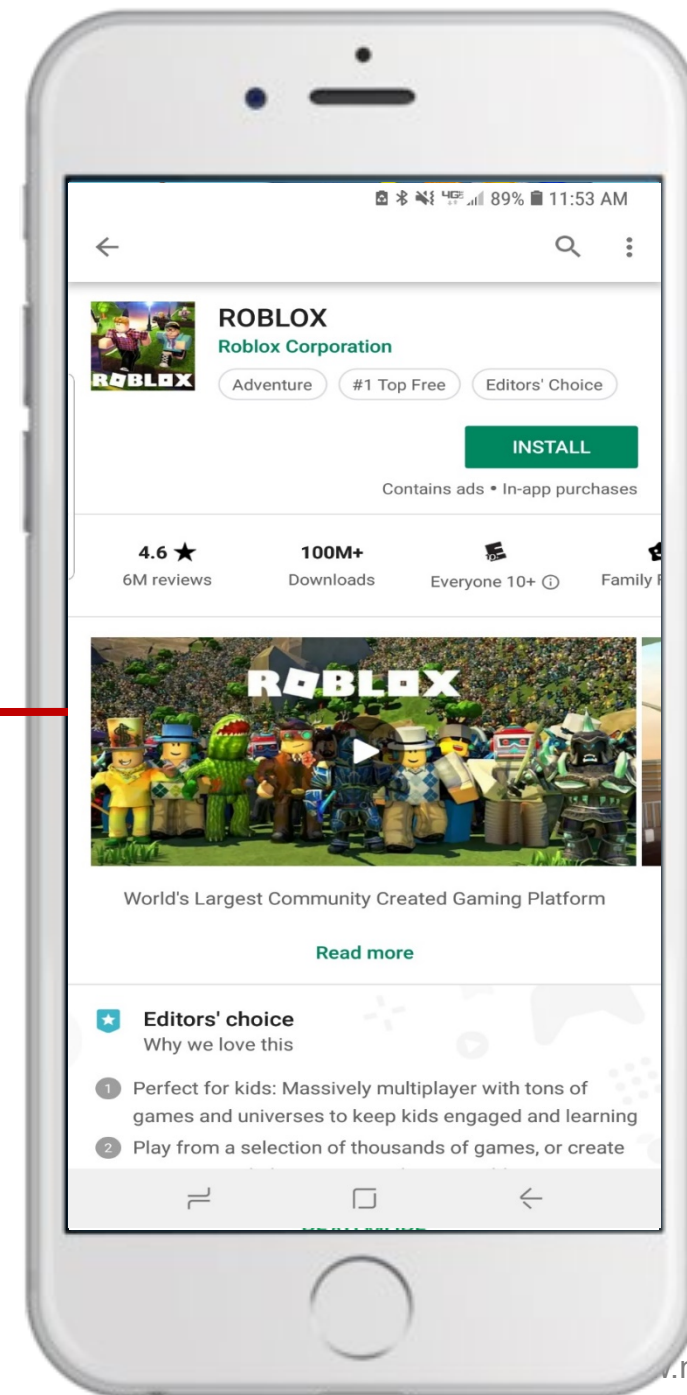 89% 11:53 AM
ROBLOX
Roblox Corporation
ROBLOX
Adventure #1 Top Free Editors' Choice
INSTALL
Contains ads • In-app purchases
4.6 ★ 100M+
6M reviews Downloads Everyone 10+ Family
ROBLOX
World's Largest Community Created Gaming Platform
Read more
Editors' choice
Why we love this
1 Perfect for kids: Massively multiplayer with tons of
games and universes to keep kids engaged and learning
2 Play from a selection of thousands of games, or create